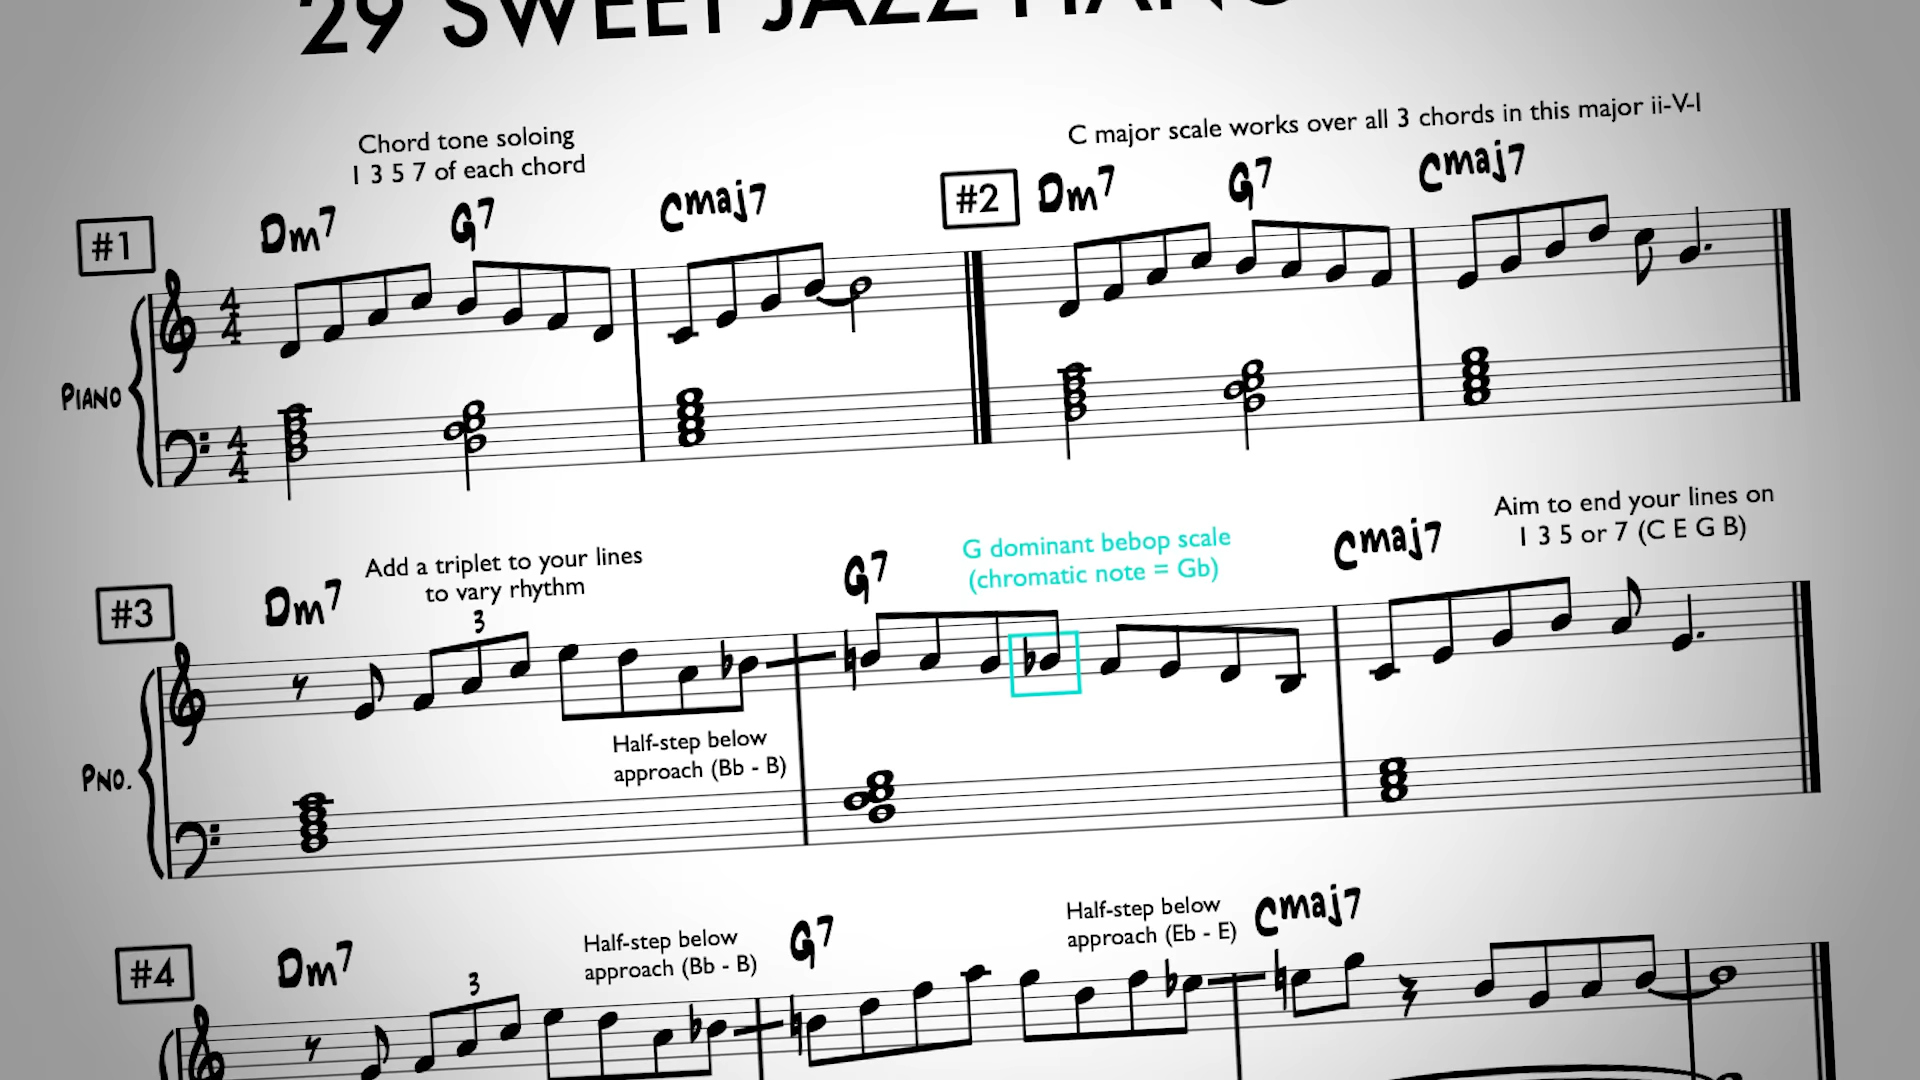 29 SWEET JAZZ PIANO
Chord tone soloing
1 3 5 7 of each chord
C major scale works over all 3 chords in this major ii-V-I
#1
Dm7
G7
Cmaj7
#2
Dm7
G7
Cmaj7
4
4
PIANO
4
4
Add a triplet to your lines
to vary rhythm
G dominant bebop scale
(chromatic note = Gb)
Aim to end your lines on
1 3 5 or 7 (C E G B)
#3
Dm7
3
G7
Cmaj7
Half-step below
approach (Bb - B)
PNO.
Half-step below
approach (Bb - B)
Half-step below
approach (Eb - E)
#4
Dm7
3
G7
Cmaj7